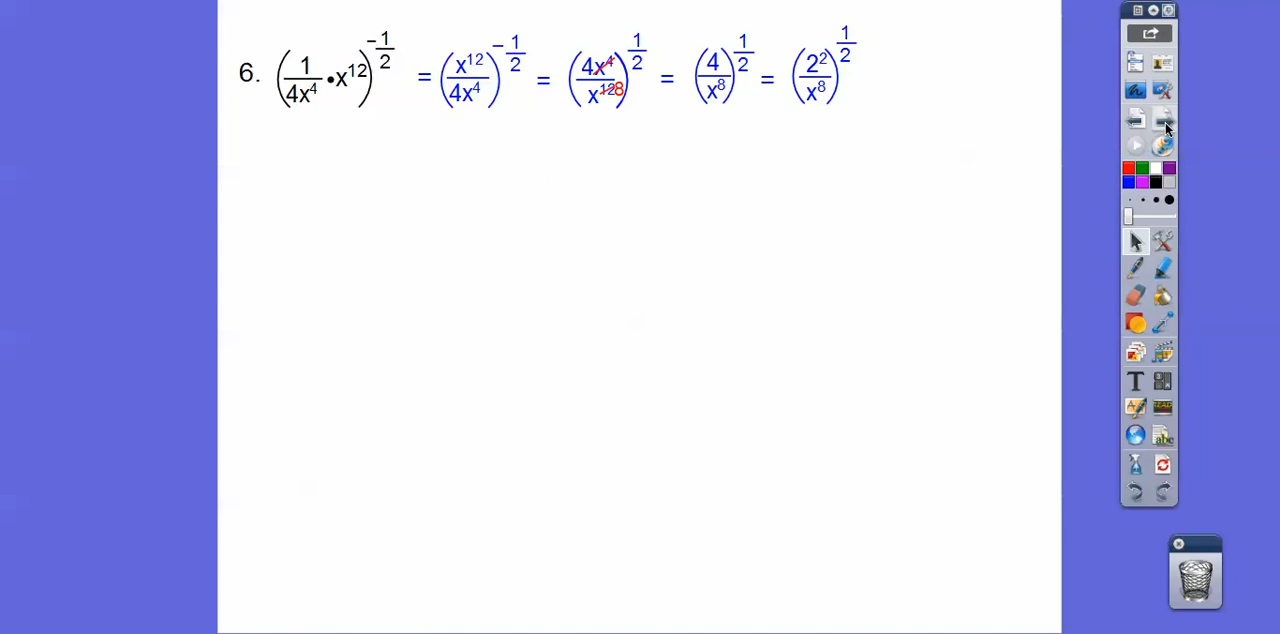 6. (1/4x⁴ • x¹²)^(-1/2) = (x¹²/4x⁴)^(-1/2) = (4x⁴/x¹² 8)^(1/2) = (4/x⁸)^(1/2) = (2²/x⁸)^(1/2)